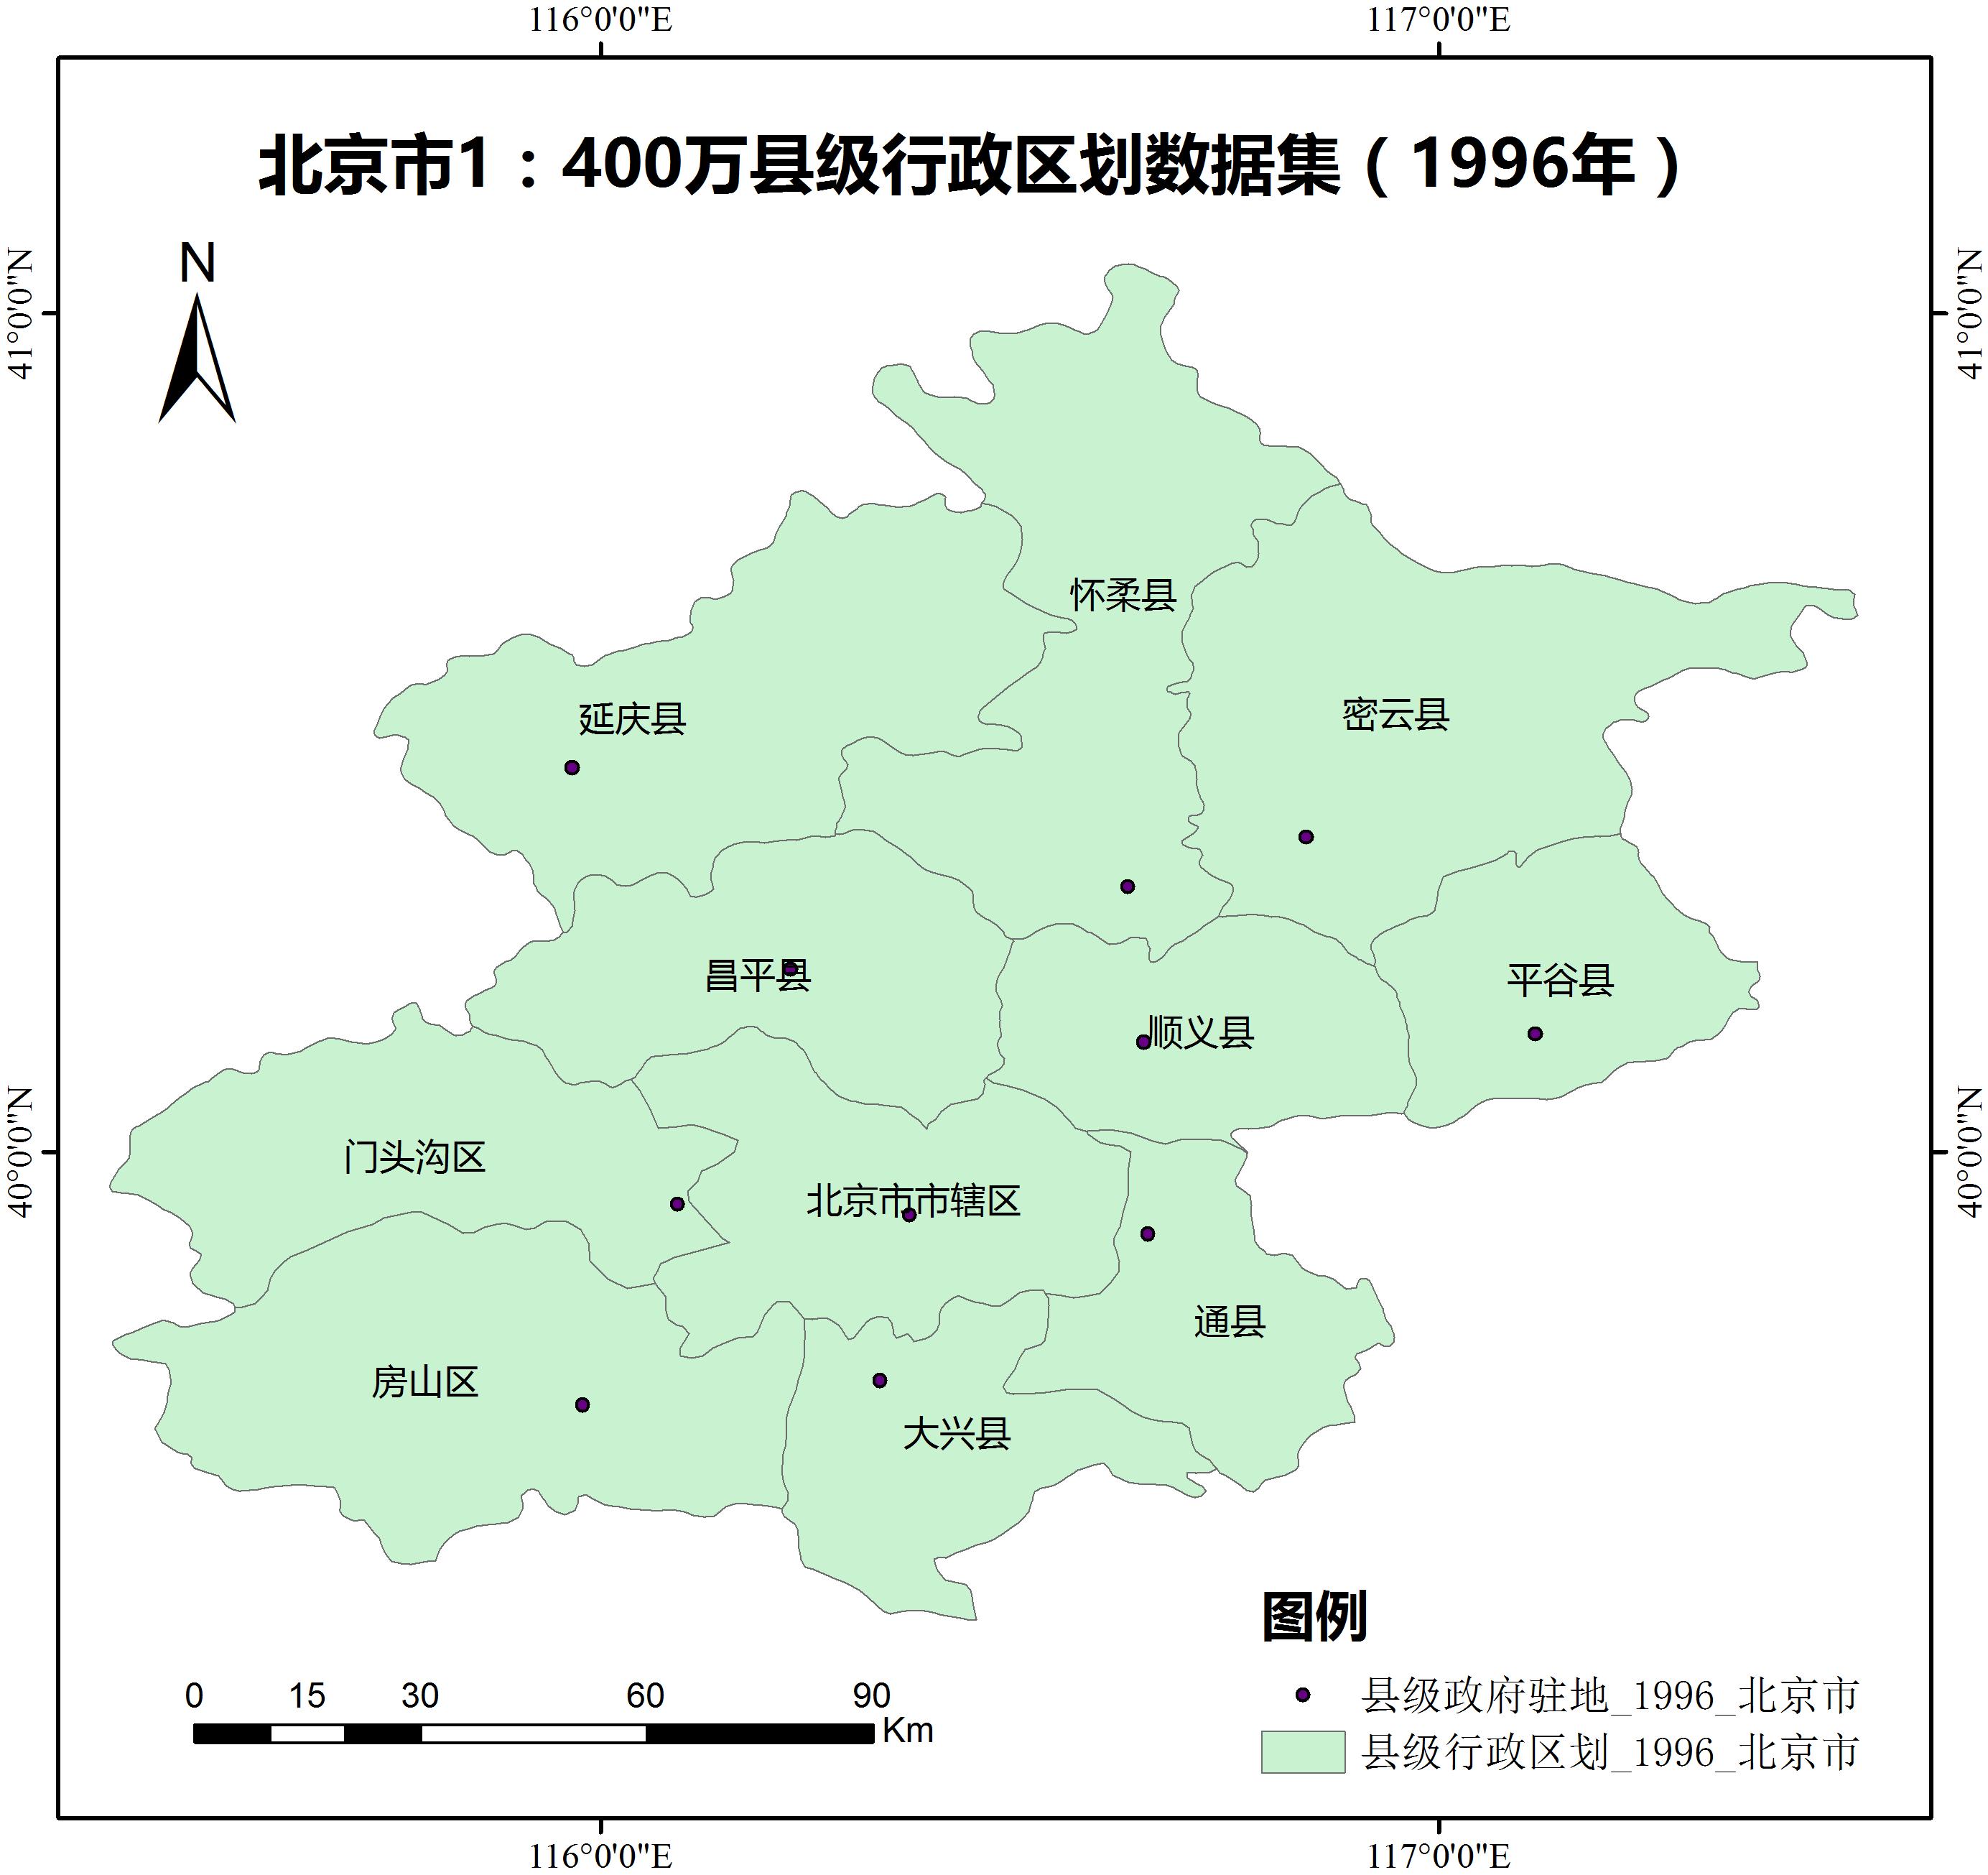 116°0'0"E
117°0'0"E
北京市1：400万县级行政区划数据集（1996年）
N
41°0'0"N
41°0'0"N
怀柔县
延庆县
密云县
昌平县
平谷县
顺义县
40°0'0"N
40°0'0"N
门头沟区
北京市市辖区
通县
房山区
大兴县
图例
县级政府驻地_1996_北京市
县级行政区划_1996_北京市
0 15 30 60 90
Km
116°0'0"E
117°0'0"E